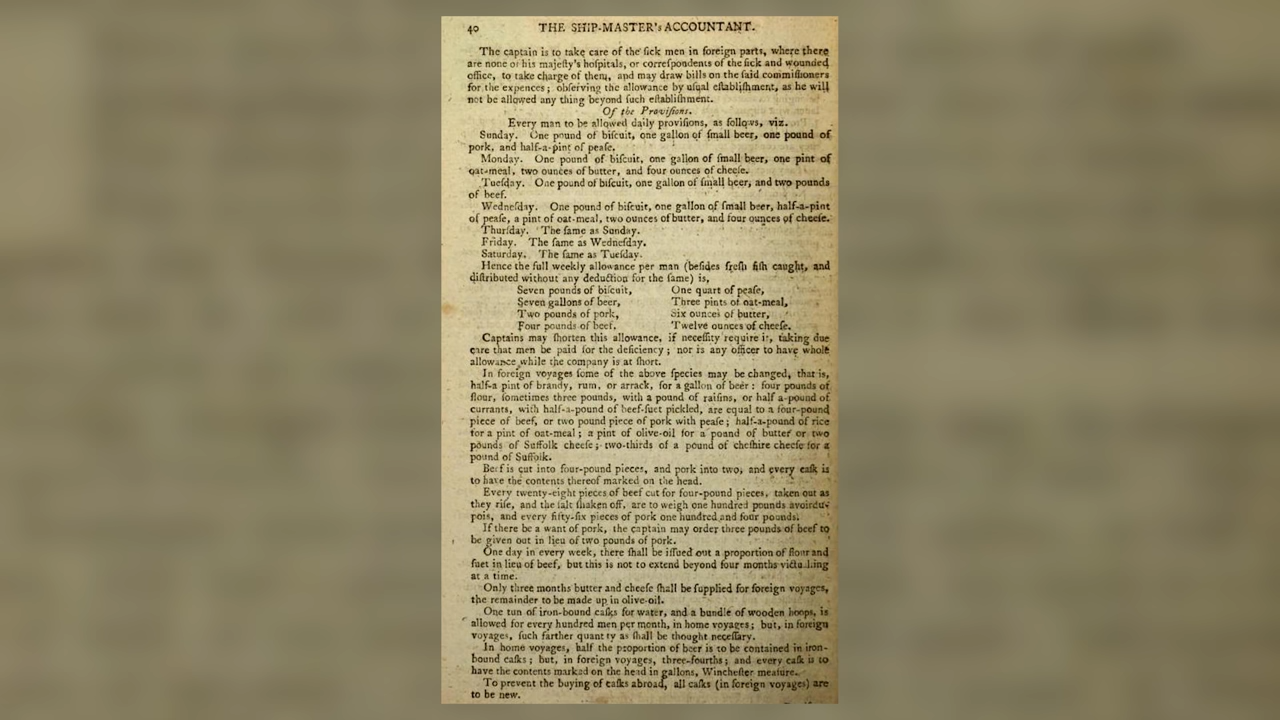 40 THE SHIP-MASTER's ACCOUNTANT.
The captain is to take care of the ſick men in foreign parts, where there
are none of his majeſty's hoſpitals, or correſpondents of the ſick and wounded
office, to take charge of them, and may draw bills on the ſaid commiſſioners
for the expences; obſerving the allowance by uſual eſtabliſhment, as he will
not be allowed any thing beyond ſuch eſtabliſhment.
Of the Proviſions.
Every man to be allowed daily proviſions, as follows, viz.
Sunday. One pound of biſcuit, one gallon of ſmall beer, one pound of
pork, and half-a-pint of peaſe.
Monday. One pound of biſcuit, one gallon of ſmall beer, one pint of
oat-meal, two ounces of butter, and four ounces of cheeſe.
Tueſday. One pound of biſcuit, one gallon of ſmall beer, and two pounds
of beef.
Wedneſday. One pound of biſcuit, one gallon of ſmall beer, half-a-pint
of peaſe, a pint of oat-meal, two ounces of butter, and four ounces of cheeſe.
Thurſday. The ſame as Sunday.
Friday. The ſame as Wedneſday.
Saturday. The ſame as Tueſday.
Hence the full weekly allowance per man (beſides freſh fiſh caught, and
diſtributed without any deduction for the ſame) is,
Seven pounds of biſcuit, One quart of peaſe,
Seven gallons of beer, Three pints of oat-meal,
Two pounds of pork, Six ounces of butter,
Four pounds of beef, Twelve ounces of cheeſe.
Captains may ſhorten this allowance, if neceſſity require it, taking due
care that men be paid for the deficiency; nor is any officer to have whole
allowance while the company is at ſhort.
In foreign voyages ſome of the above ſpecies may be changed, that is,
half-a pint of brandy, rum, or arrack, for a gallon of beer: four pounds of
flour, ſometimes three pounds, with a pound of raiſins, or half a-pound of
currants, with half-a-pound of beef-ſuet pickled, are equal to a four-pound
piece of beef, or two pound piece of pork with peaſe; half-a-pound of rice
for a pint of oat-meal; a pint of olive-oil for a pound of butter or two
pounds of Suffolk cheeſe; two-thirds of a pound of cheſhire cheeſe for a
pound of Suffolk.
Beef is cut into four-pound pieces, and pork into two, and every caſk is
to have the contents thereof marked on the head.
Every twenty-eight pieces of beef cut for four-pound pieces, taken out as
they riſe, and the ſalt ſhaken off, are to weigh one hundred pounds avoirdu-
pois, and every fifty-ſix pieces of pork one hundred and four pounds.
If there be a want of pork, the captain may order three pounds of beef to
be given out in lieu of two pounds of pork.
One day in every week, there ſhall be iſſued out a proportion of flour and
ſuet in lieu of beef, but this is not to extend beyond four months victualling
at a time.
Only three months butter and cheeſe ſhall be ſupplied for foreign voyages,
the remainder to be made up in olive-oil.
One tun of iron-bound caſks for water, and a bundle of wooden hoops, is
allowed for every hundred men per month, in home voyages; but, in foreign
voyages, ſuch farther quantity as ſhall be thought neceſſary.
In home voyages, half the proportion of beer is to be contained in iron-
bound caſks; but, in foreign voyages, three-fourths; and every caſk is to
have the contents marked on the head in gallons, Wincheſter meaſure.
To prevent the buying of caſks abroad, all caſks (in foreign voyages) are
to be new.